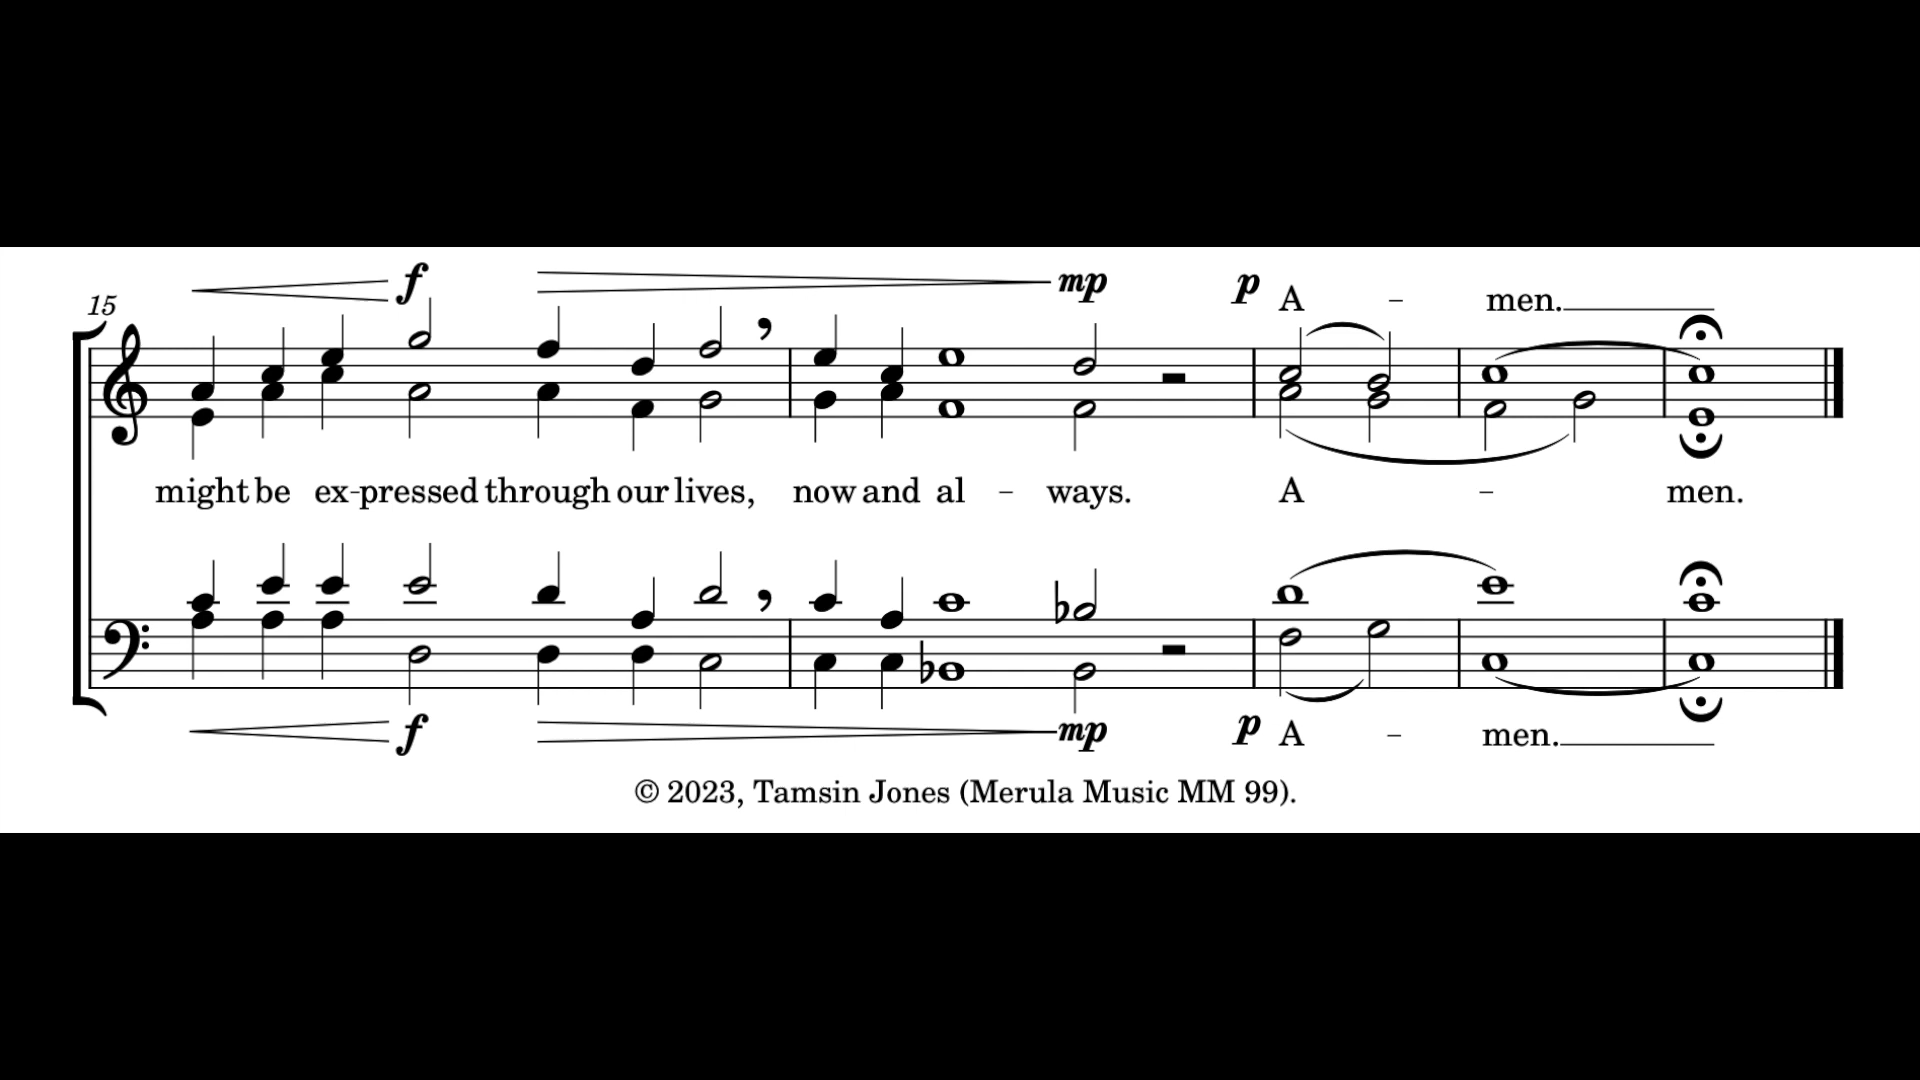 f mp p A - men.
15
might be ex-pressed through our lives, now and al - ways. A - men.
f mp p A - men.
© 2023, Tamsin Jones (Merula Music MM 99).